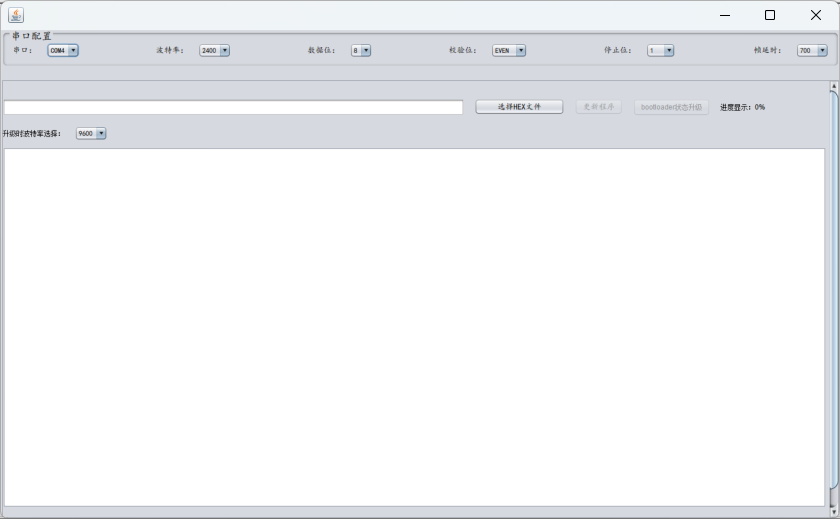 串口配置
串口： COM4 波特率： 2400 数据位： 8 校验位： EVEN 停止位： 1 帧延时： 700
选择HEX文件 更新程序 bootloader状态升级 进度显示：0%
升级时波特率选择： 9600